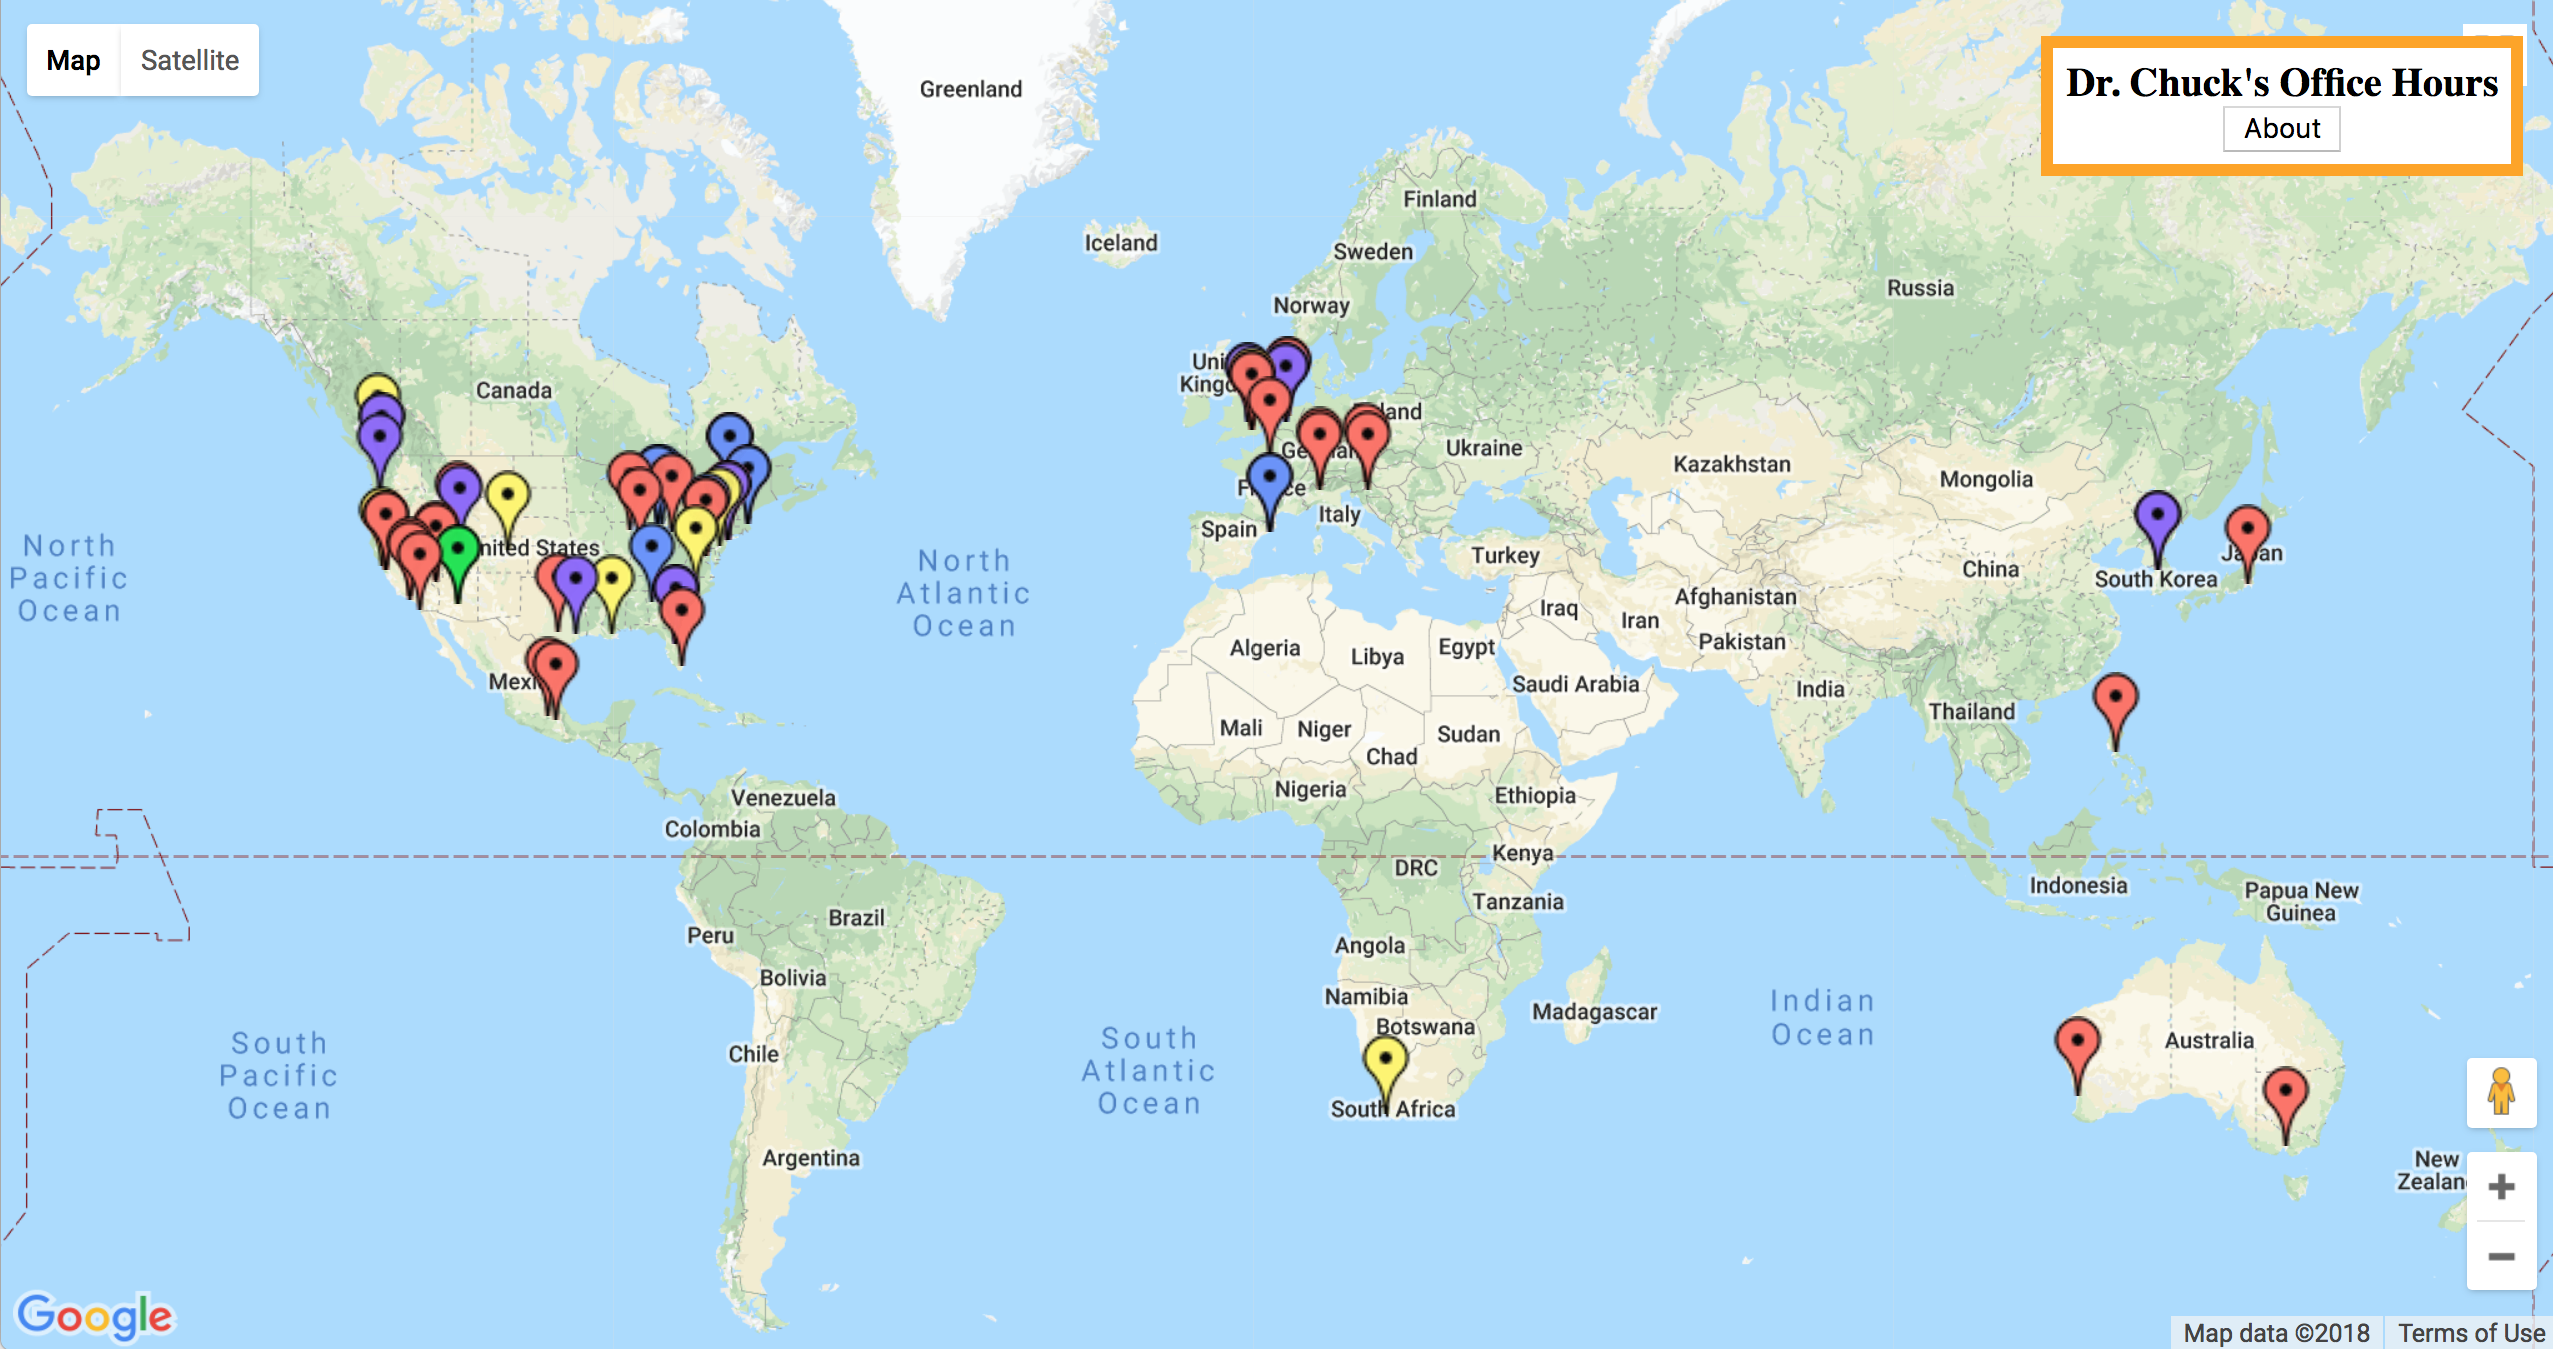 Map Satellite
Dr. Chuck's Office Hours
About
Greenland
Finland
Iceland
Sweden
Russia
Norway
Canada
Ukraine
Kazakhstan
Mongolia
Spain
Italy
Turkey
Japan
South Korea
China
North
Pacific
Ocean
North
Atlantic
Ocean
Afghanistan
Iraq
Iran
Pakistan
Algeria
Libya
Egypt
Saudi Arabia
India
Thailand
Mali
Niger
Sudan
Chad
Nigeria
Ethiopia
Venezuela
Colombia
Kenya
DRC
Tanzania
Indonesia
Papua New
Guinea
Brazil
Peru
Angola
Bolivia
Namibia
Botswana
Madagascar
Indian
Ocean
Australia
South
Pacific
Ocean
South
Atlantic
Ocean
Chile
South Africa
Argentina
New
Zealan
Google
Map data ©2018 Terms of Use